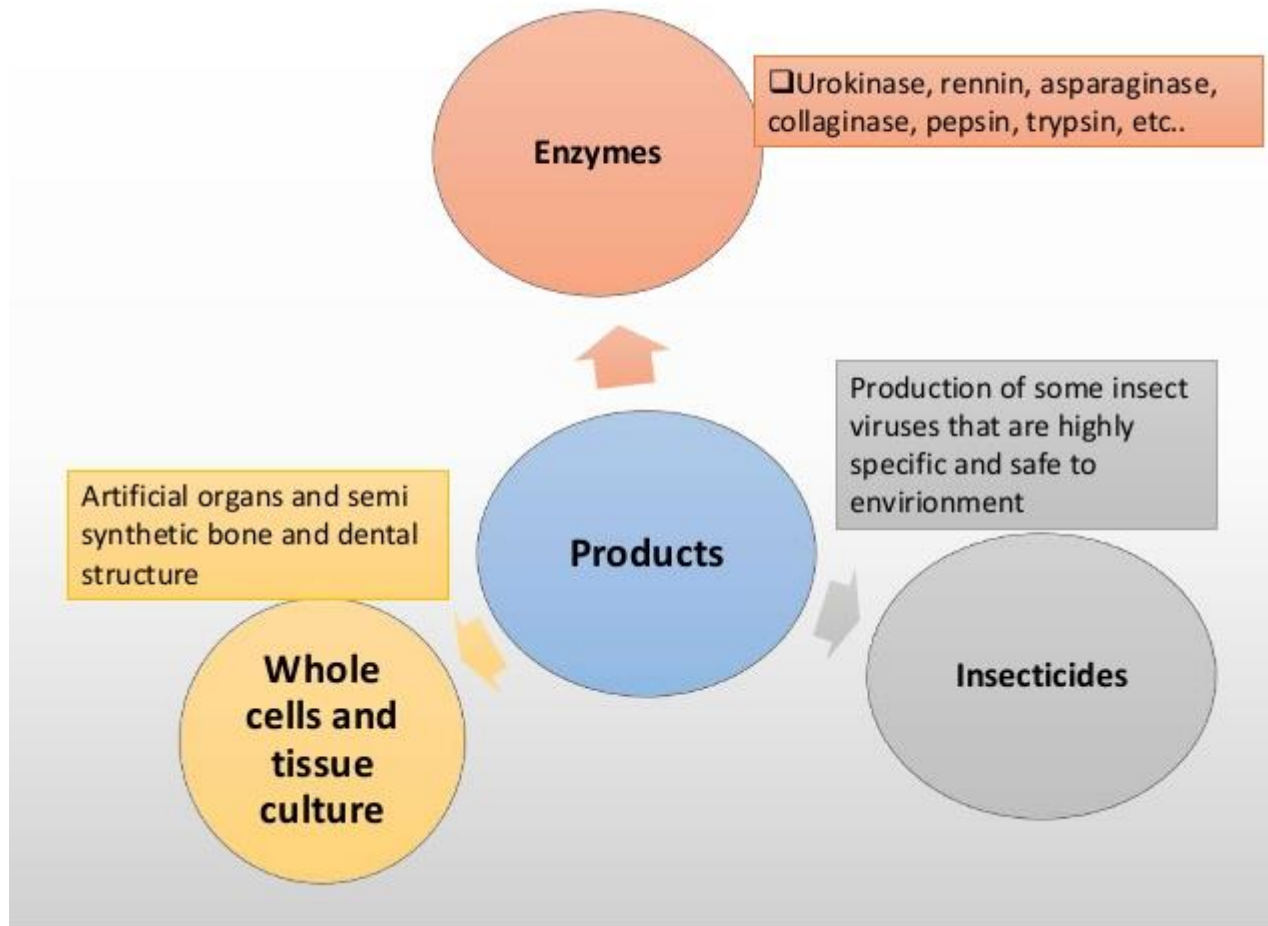 Enzymes
❑Urokinase, rennin, asparaginase,
collaginase, pepsin, trypsin, etc..
Production of some insect
viruses that are highly
specific and safe to
envirionment
Artificial organs and semi
synthetic bone and dental
structure
Products
Whole
cells and
tissue
culture
Insecticides